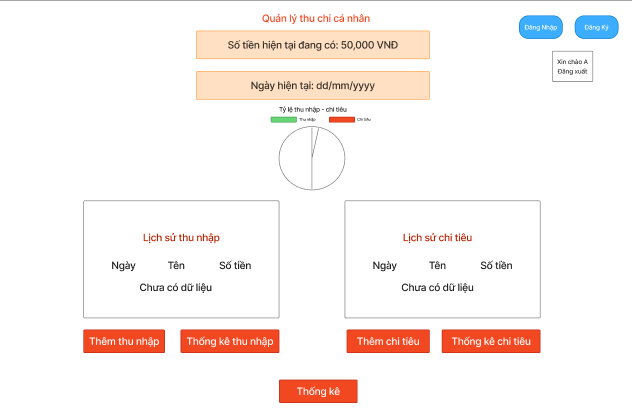 Quản lý thu chi cá nhân
Đăng Nhập
Đăng Ký
Số tiền hiện tại đang có: 50,000 VNĐ
Xin chào A
Đăng xuất
Ngày hiện tại: dd/mm/yyyy
Tỷ lệ thu nhập - chi tiêu
Thu nhập
Chi tiêu
Lịch sử thu nhập
Ngày Tên Số tiền
Chưa có dữ liệu
Lịch sử chi tiêu
Ngày Tên Số tiền
Chưa có dữ liệu
Thêm thu nhập
Thống kê thu nhập
Thêm chi tiêu
Thống kê chi tiêu
Thống kê